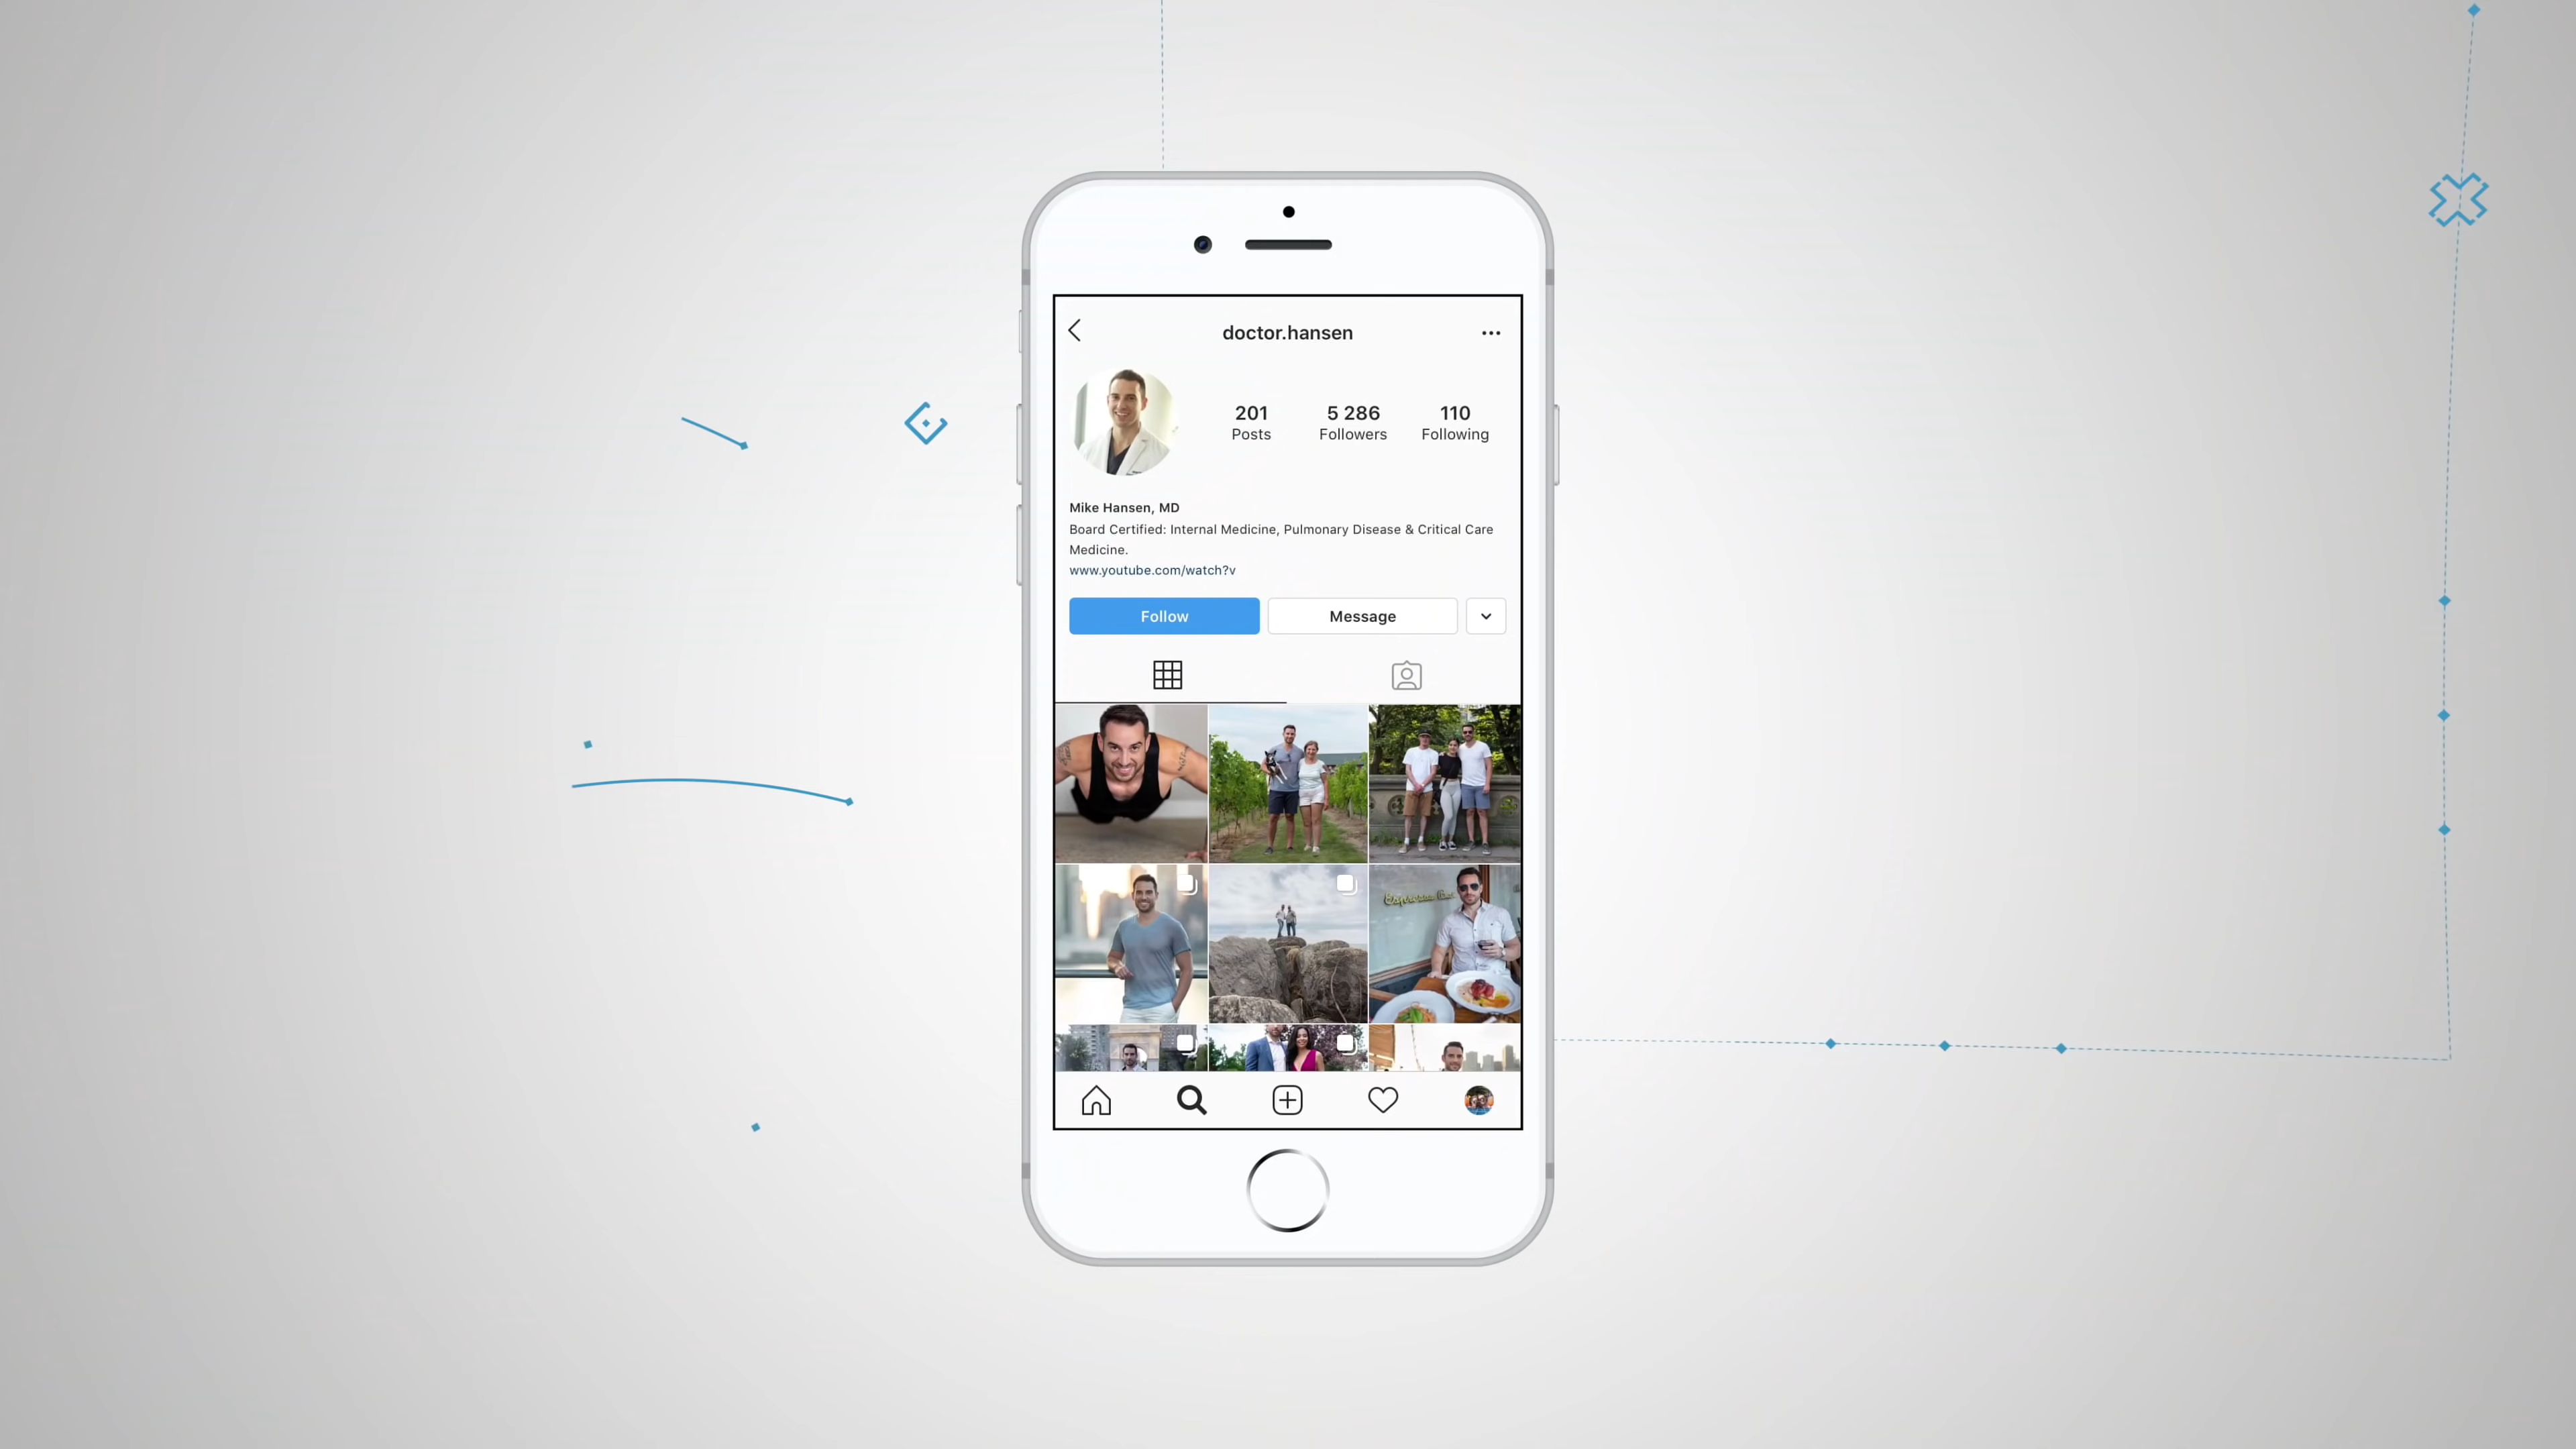 doctor.hansen
201 5 286 110
Posts Followers Following
Mike Hansen, MD
Board Certified: Internal Medicine, Pulmonary Disease & Critical Care
Medicine.
www.youtube.com/watch?v
Follow Message